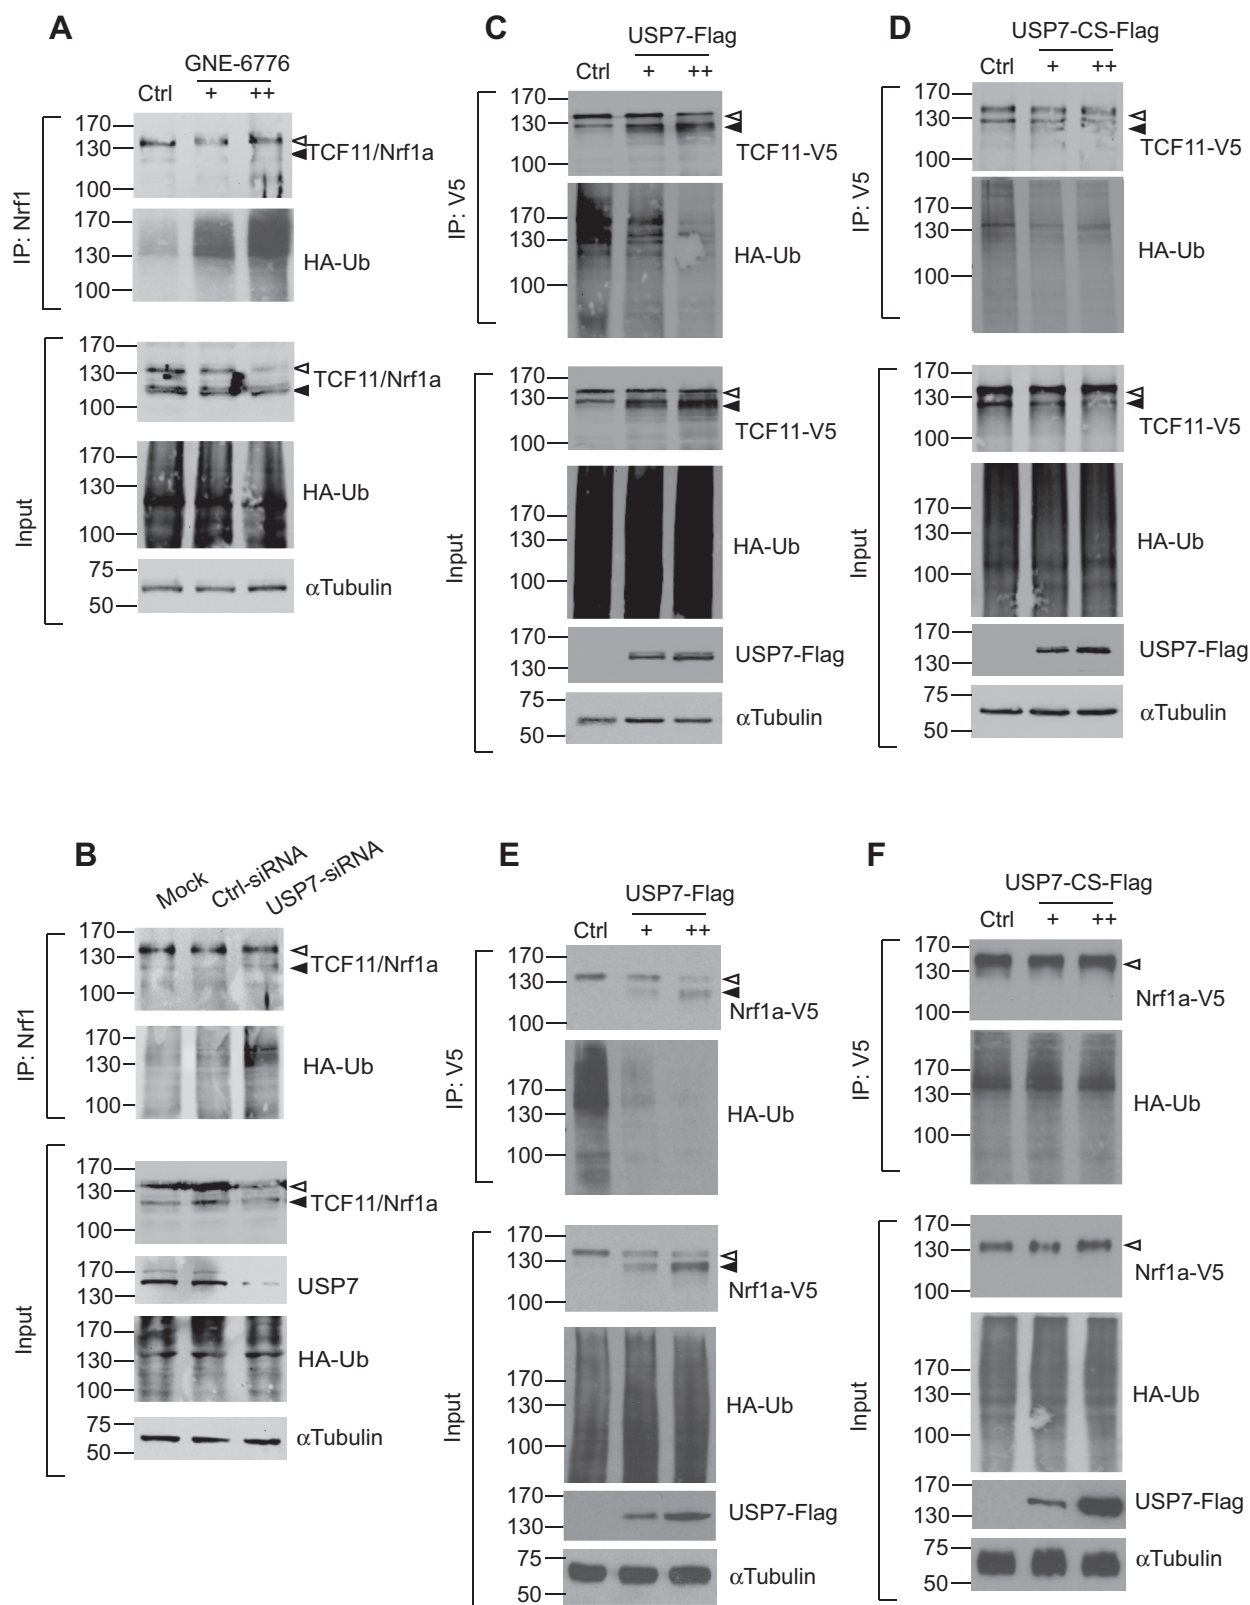 A
GNE-6776
Ctrl + ++
IP: Nrf1
170
130
100
TCF11/Nrf1a
170
130
100
HA-Ub
Input
170
130
100
TCF11/Nrf1a
170
130
100
HA-Ub
75
50
αTubulin
C
USP7-Flag
Ctrl + ++
IP: V5
170
130
100
TCF11-V5
170
130
100
HA-Ub
Input
170
130
100
TCF11-V5
170
130
100
HA-Ub
170
130
USP7-Flag
75
50
αTubulin
D
USP7-CS-Flag
Ctrl + ++
IP: V5
170
130
100
TCF11-V5
170
130
100
HA-Ub
Input
170
130
100
TCF11-V5
170
130
100
HA-Ub
170
130
USP7-Flag
75
50
αTubulin
B
Mock Ctrl-siRNA USP7-siRNA
IP: Nrf1
170
130
100
TCF11/Nrf1a
170
130
100
HA-Ub
Input
170
130
100
TCF11/Nrf1a
170
130
USP7
170
130
100
HA-Ub
75
50
αTubulin
E
USP7-Flag
Ctrl + ++
IP: V5
170
130
100
Nrf1a-V5
170
130
100
HA-Ub
Input
170
130
100
Nrf1a-V5
170
130
100
HA-Ub
170
130
USP7-Flag
75
50
αTubulin
F
USP7-CS-Flag
Ctrl + ++
IP: V5
170
130
100
Nrf1a-V5
170
130
100
HA-Ub
Input
170
130
100
Nrf1a-V5
170
130
100
HA-Ub
170
130
USP7-Flag
75
50
αTubulin